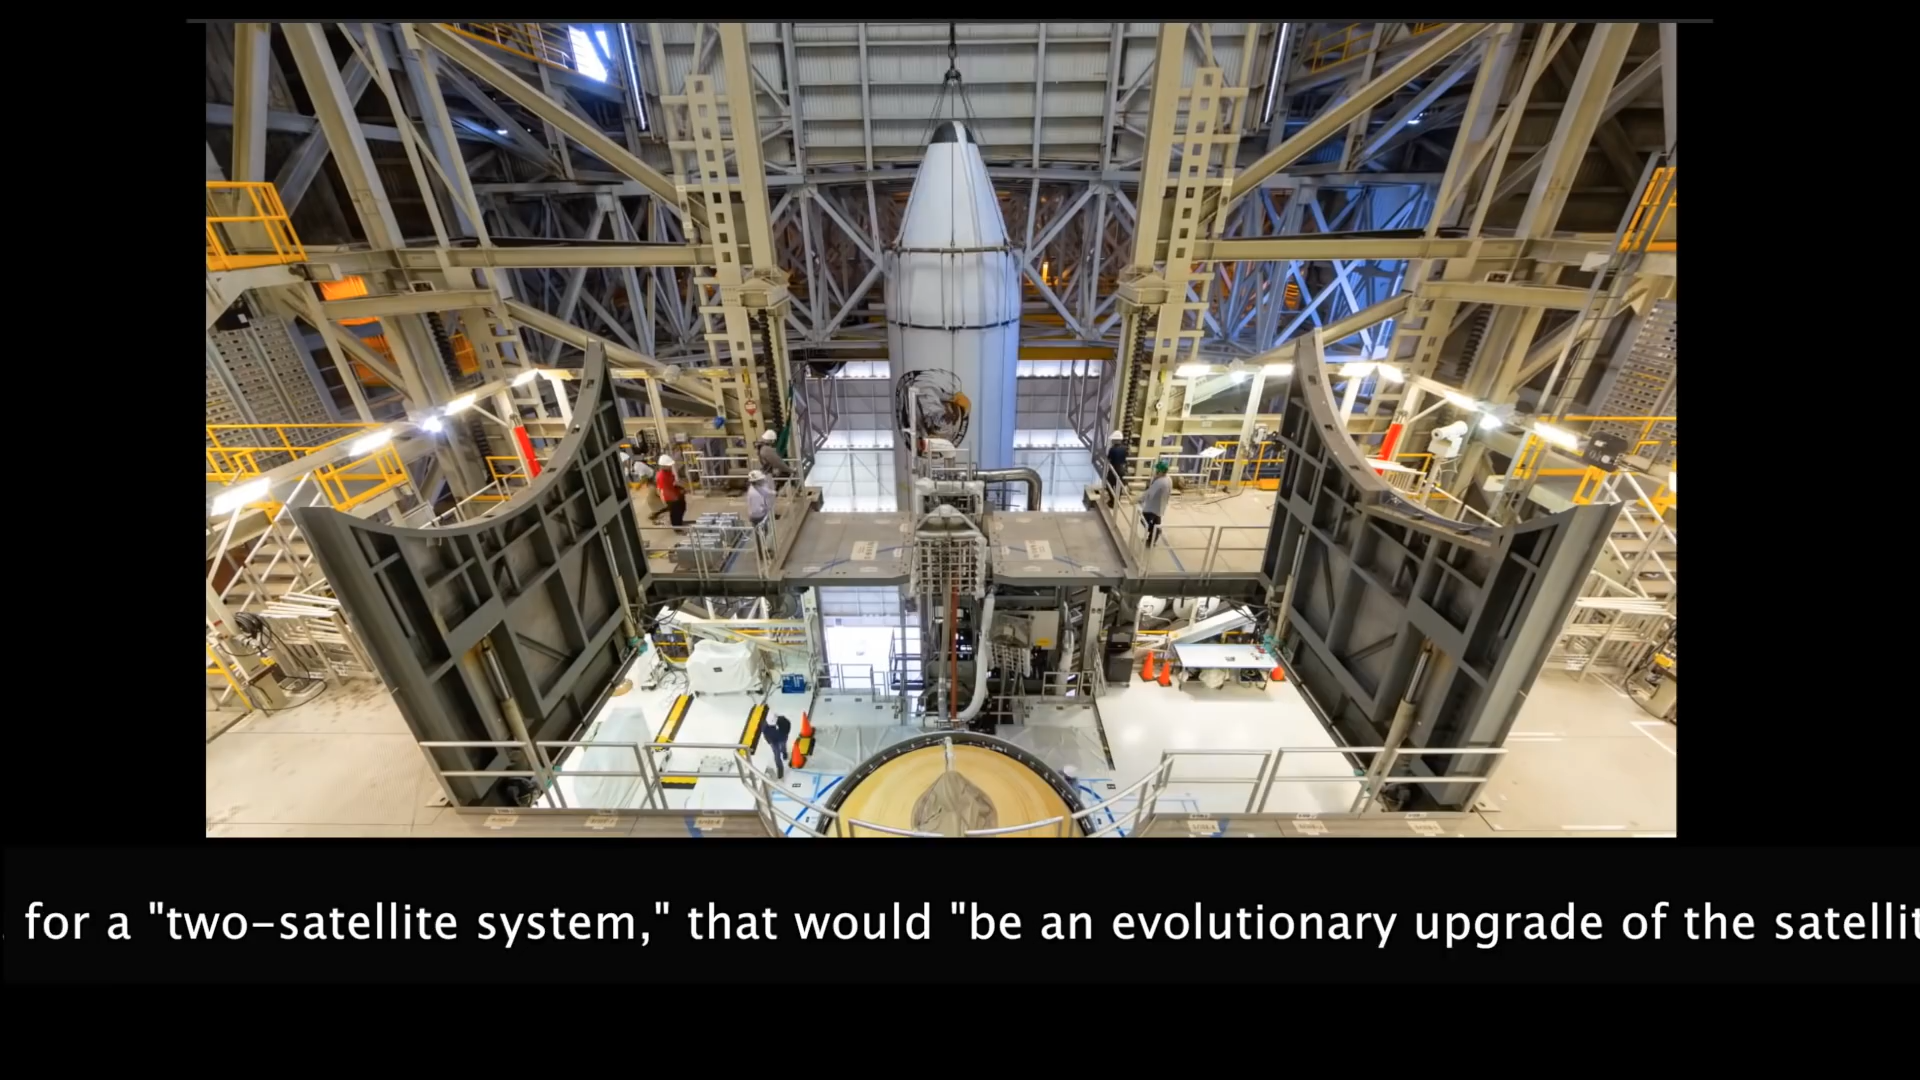 for a "two-satellite system," that would "be an evolutionary upgrade of the satellit